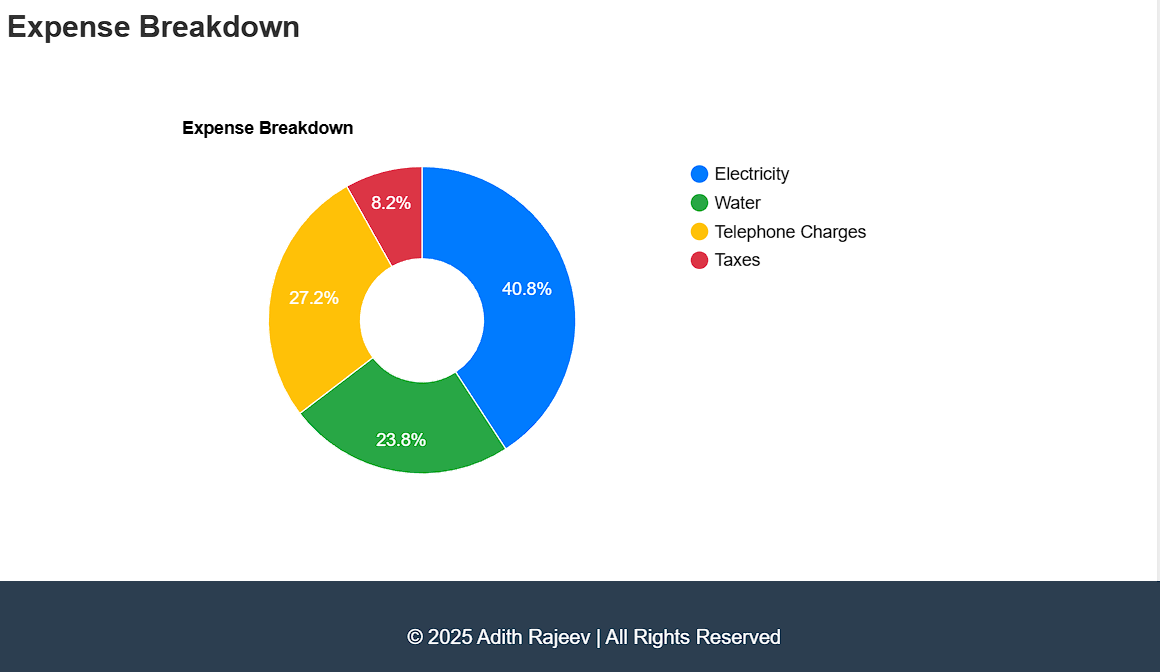 Expense Breakdown
Expense Breakdown
8.2%
40.8%
27.2%
23.8%
Electricity
Water
Telephone Charges
Taxes
© 2025 Adith Rajeev | All Rights Reserved